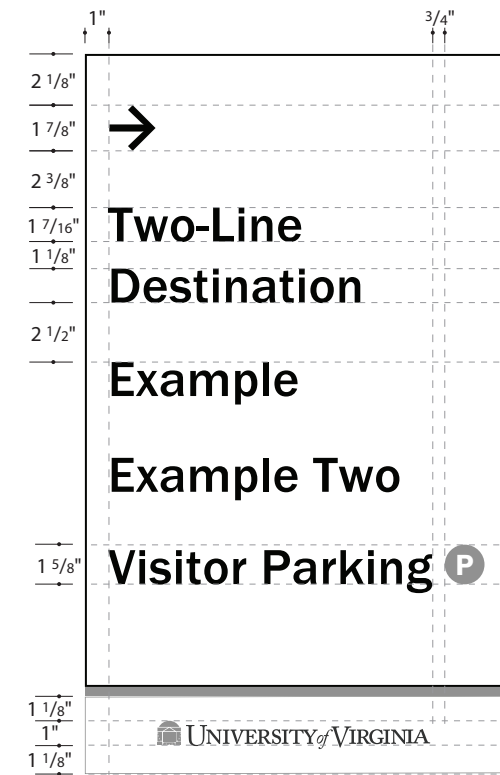 1" 3/4"
2 1/8"
1 7/8"
2 3/8"
Two-Line
1 7/16"
1 1/8"
Destination
2 1/2"
Example
Example Two
1 5/8" Visitor Parking P
1 1/8"
1" UNIVERSITY of VIRGINIA
1 1/8"